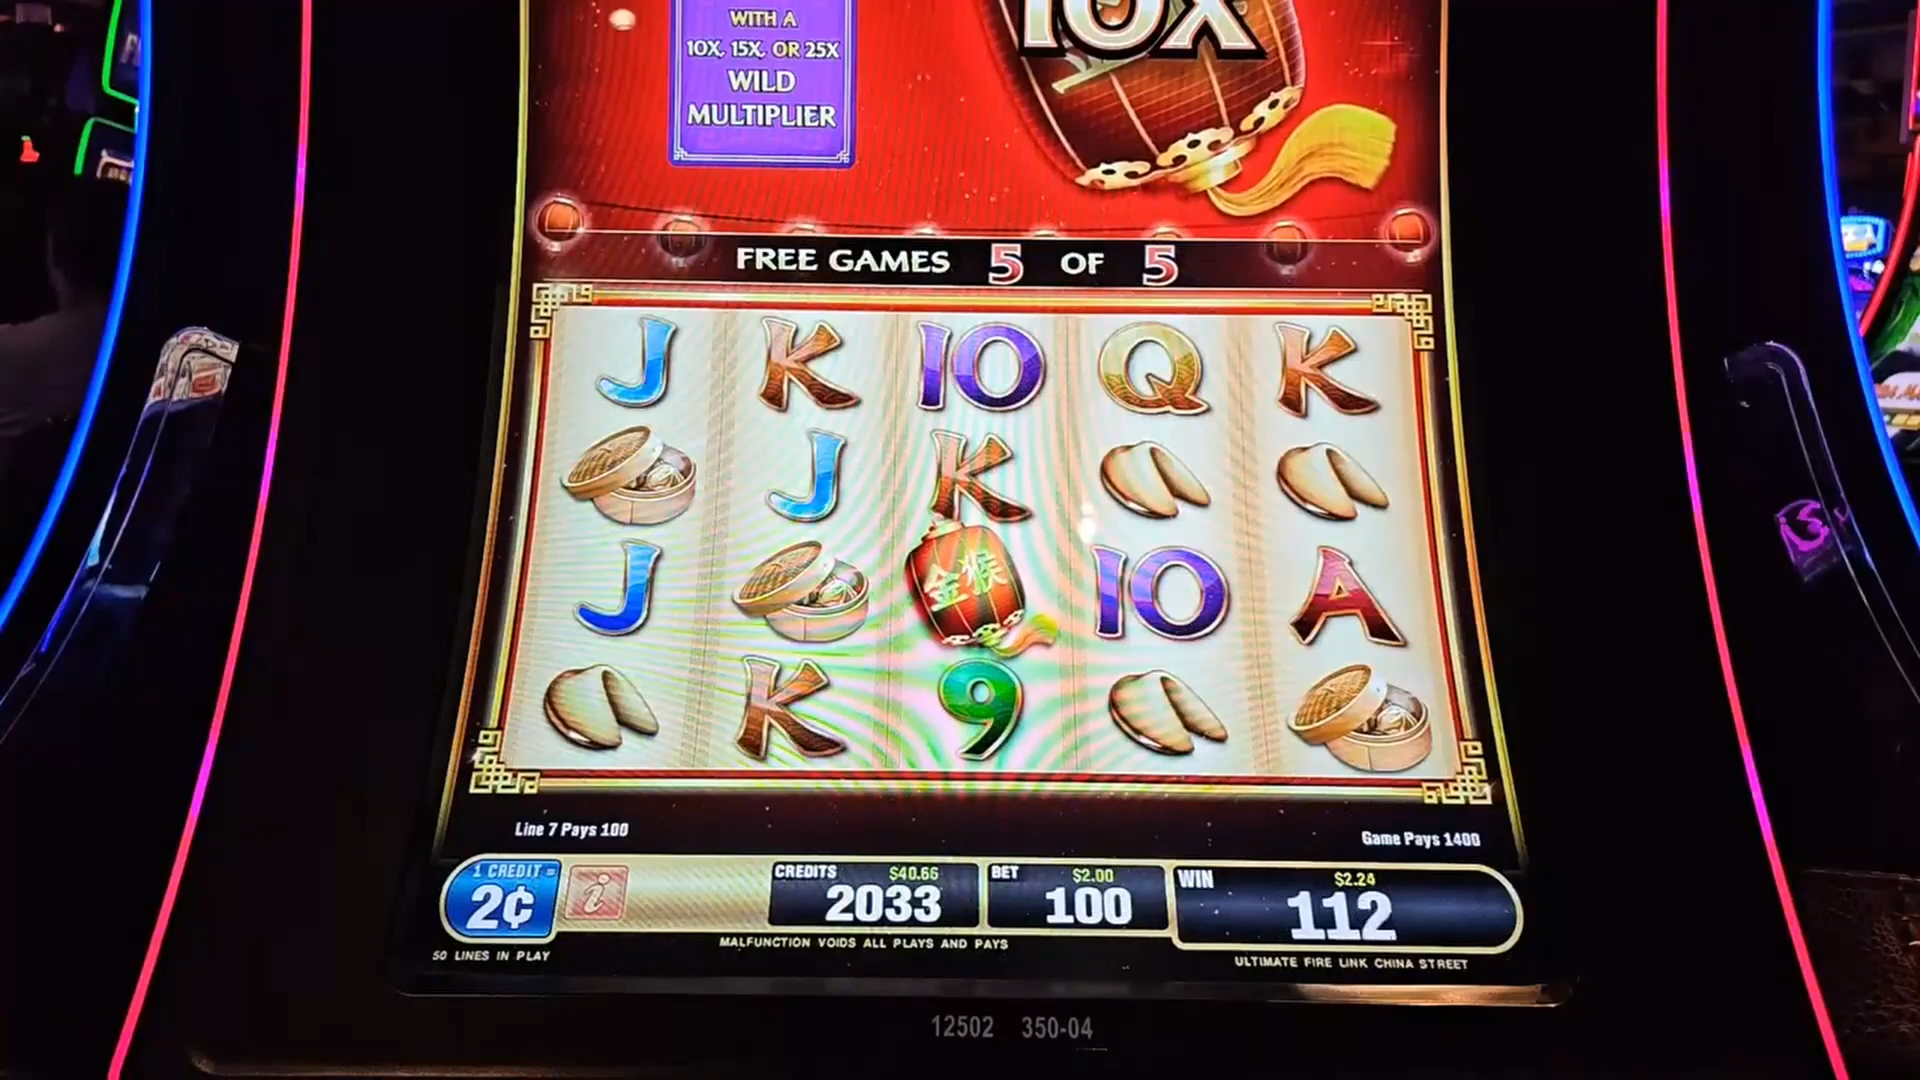 WITH A
10X, 15X, OR 25X
WILD
MULTIPLIER
10X
FREE GAMES 5 OF 5
J K 10 Q K
J K
金猴
J 10 A
K 9
Line 7 Pays 100
Game Pays 1400
1 CREDIT =
2¢
i
CREDITS $40.66
2033
BET $2.00
100
WIN $2.24
112
50 LINES IN PLAY
MALFUNCTION VOIDS ALL PLAYS AND PAYS
ULTIMATE FIRE LINK CHINA STREET
12502 350-04